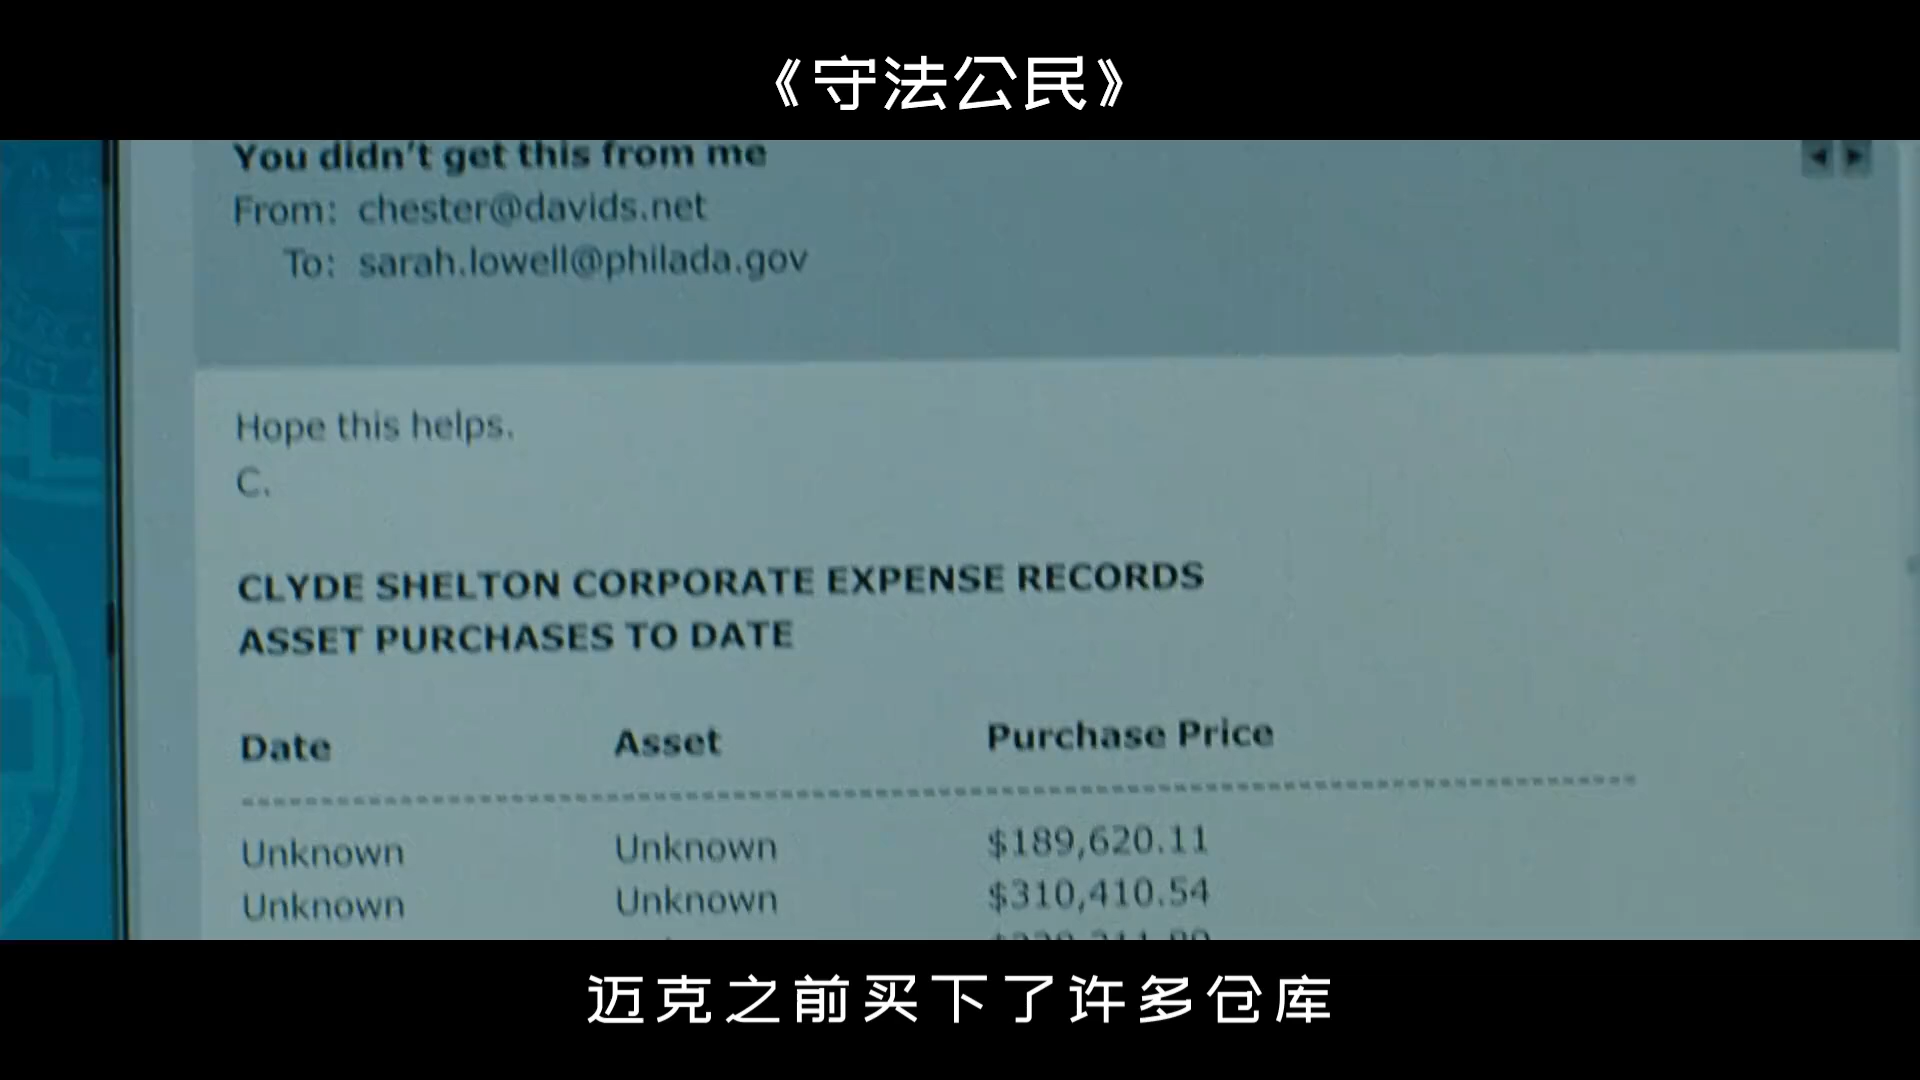 《守法公民》
You didn't get this from me
From: chester@davids.net
To: sarah.lowell@philada.gov
Hope this helps.
C.
CLYDE SHELTON CORPORATE EXPENSE RECORDS
ASSET PURCHASES TO DATE
Date Asset Purchase Price
Unknown Unknown $189,620.11
Unknown Unknown $310,410.54
迈克之前买下了许多仓库